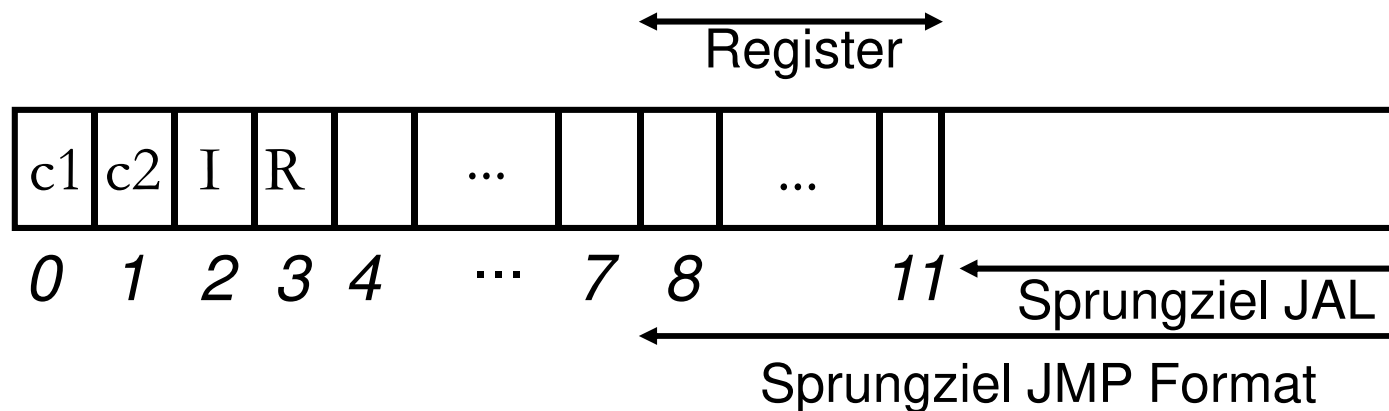 Register
c1 c2 I R ... ...
0 1 2 3 4 ... 7 8 11
Sprungziel JAL
Sprungziel JMP Format